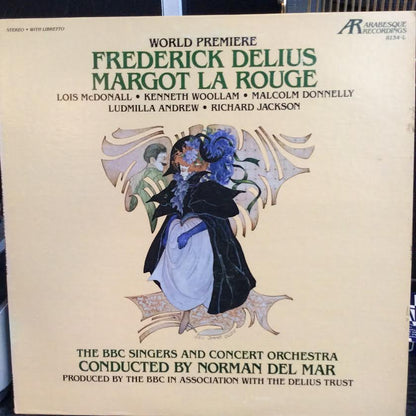 STEREO • WITH LIBRETTO
AR ARABESQUE
RECORDINGS
8134-L
WORLD PREMIERE
FREDERICK DELIUS
MARGOT LA ROUGE
LOIS McDONALL • KENNETH WOOLLAM • MALCOLM DONNELLY
LUDMILLA ANDREW • RICHARD JACKSON
THE BBC SINGERS AND CONCERT ORCHESTRA
CONDUCTED BY NORMAN DEL MAR
PRODUCED BY THE BBC IN ASSOCIATION WITH THE DELIUS TRUST